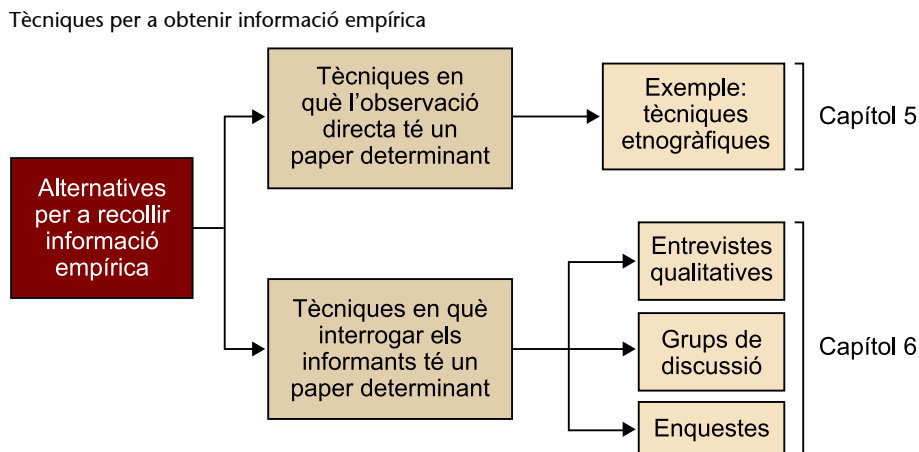 Tècniques per a obtenir informació empírica
Alternatives
per a recollir
informació
empírica
Tècniques en
què l’observació
directa té un
paper determinant
Exemple:
tècniques
etnogràfiques
Capítol 5
Tècniques en què
interrogar els
informants té un
paper determinant
Entrevistes
qualitatives
Grups de
discussió
Enquestes
Capítol 6